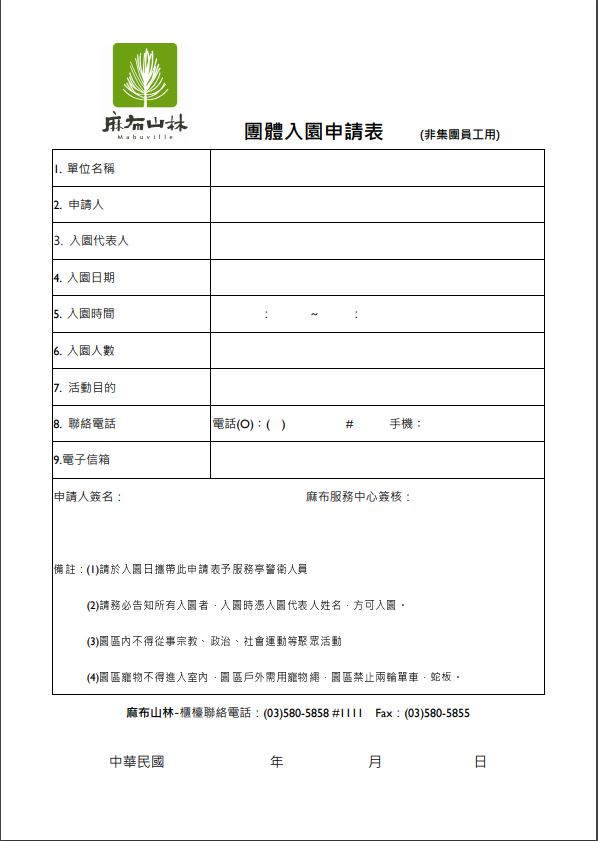 麻布山林
Mabuville
團體入園申請表 (非集團員工用)
1. 單位名稱
2. 申請人
3. 入園代表人
4. 入園日期
5. 入園時間 : ~ :
6. 入園人數
7. 活動目的
8. 聯絡電話 電話(O)：( ) # 手機：
9.電子信箱
申請人簽名： 麻布服務中心簽核：
備註：(1)請於入園日攜帶此申請表予服務亭警衛人員
(2)請務必告知所有入園者，入園時憑入園代表人姓名，方可入園。
(3)園區內不得從事宗教、政治、社會運動等聚眾活動
(4)園區寵物不得進入室內，園區戶外需用寵物繩，園區禁止兩輪單車，蛇板。
麻布山林-櫃檯聯絡電話：(03)580-5858 #1111 Fax：(03)580-5855
中華民國 年 月 日